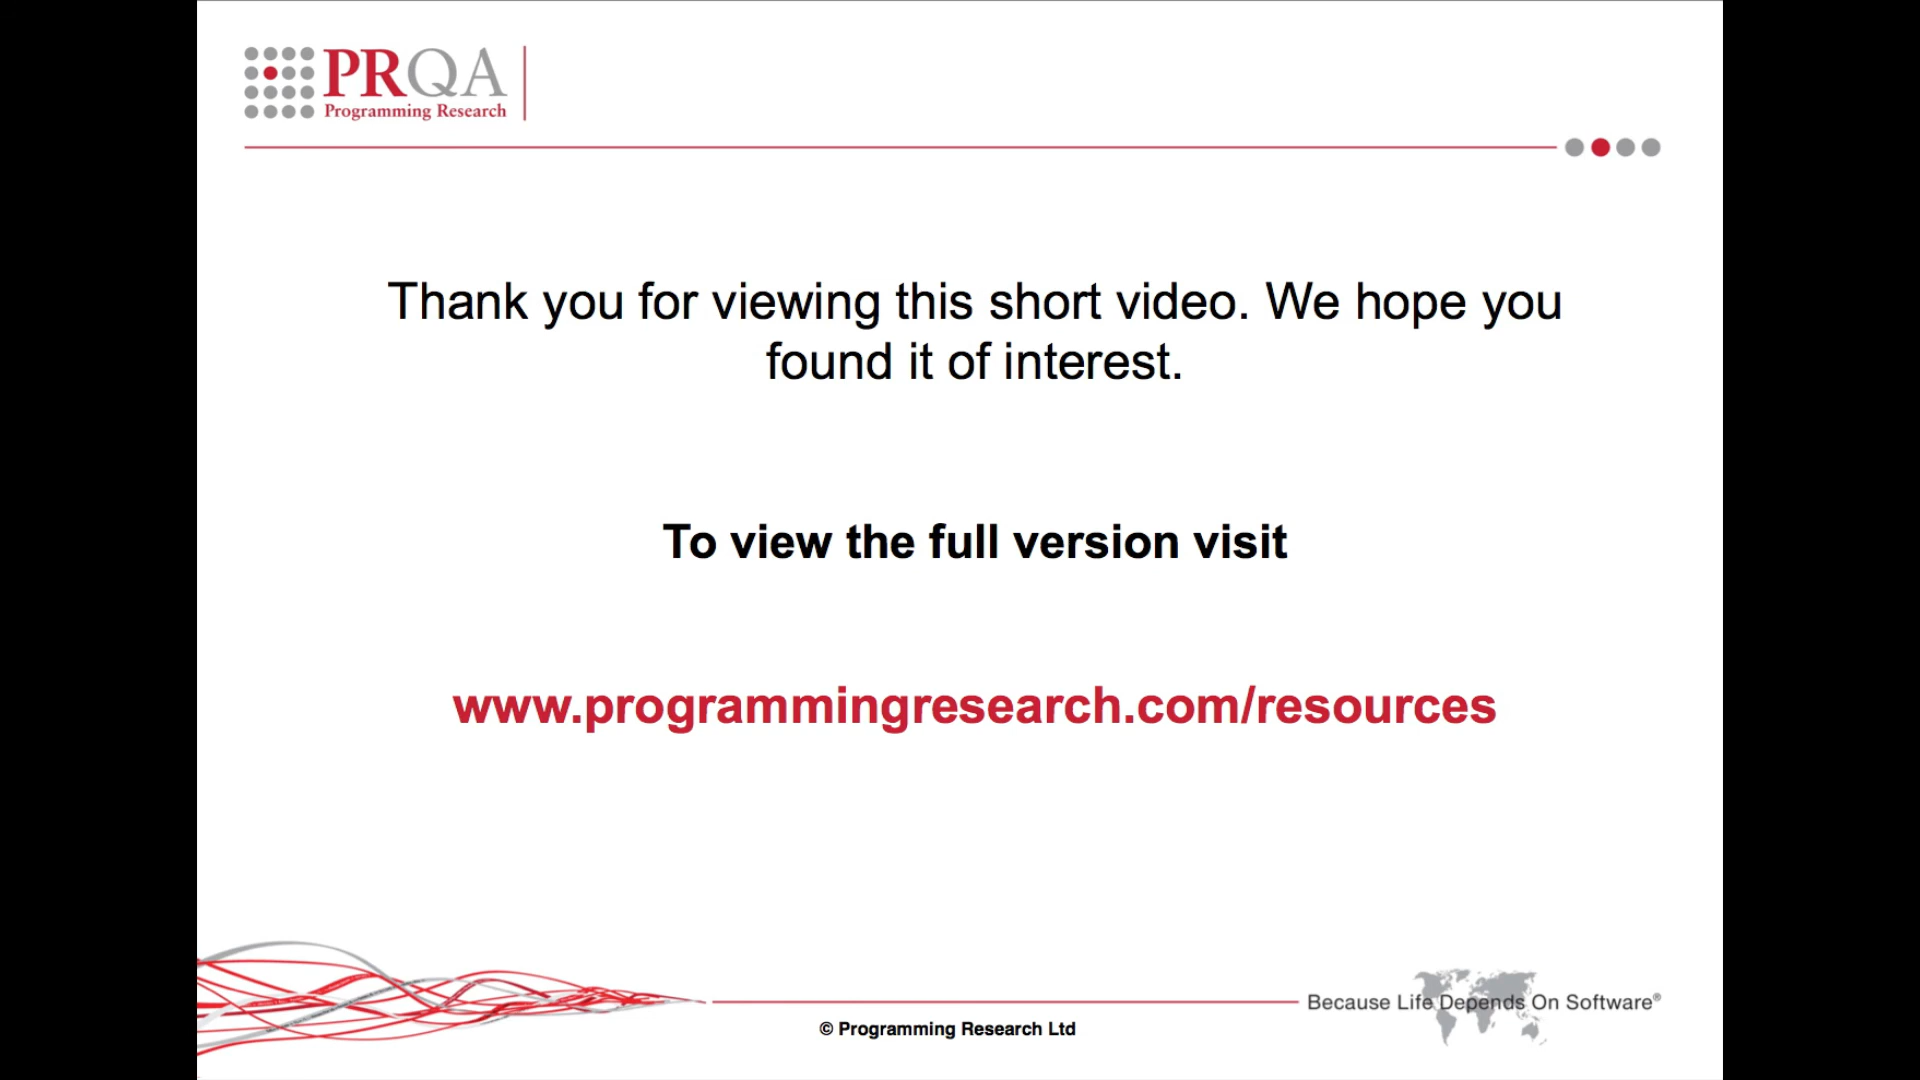 PRQA
Programming Research
Thank you for viewing this short video. We hope you
found it of interest.
To view the full version visit
www.programmingresearch.com/resources
Because Life Depends On Software®
© Programming Research Ltd